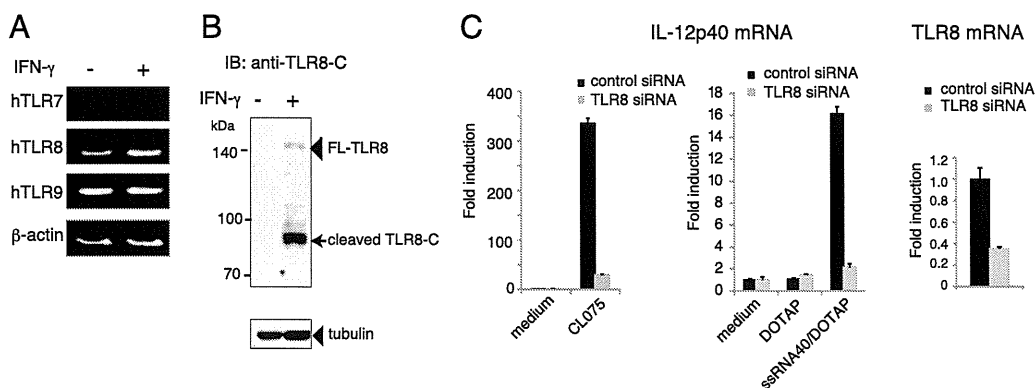 A
IFN-γ - +
hTLR7
hTLR8
hTLR9
β-actin
B
IB: anti-TLR8-C
IFN-γ - +
kDa
140
100
70
FL-TLR8
cleaved TLR8-C
tubulin
C
IL-12p40 mRNA
control siRNA
TLR8 siRNA
Fold induction
400
300
200
100
0
medium
CL075
control siRNA
TLR8 siRNA
Fold induction
18
16
14
12
10
8
6
4
2
0
medium
DOTAP
ssRNA40/DOTAP
TLR8 mRNA
control siRNA
TLR8 siRNA
Fold induction
1.2
1.0
0.8
0.6
0.4
0.2
0